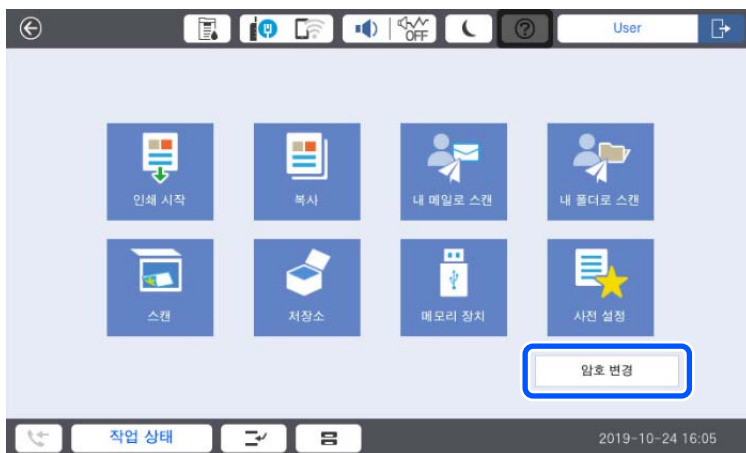 OFF
User
인쇄 시작
복사
내 메일로 스캔
내 폴더로 스캔
스캔
저장소
메모리 장치
사전 설정
암호 변경
작업 상태
2019-10-24 16:05